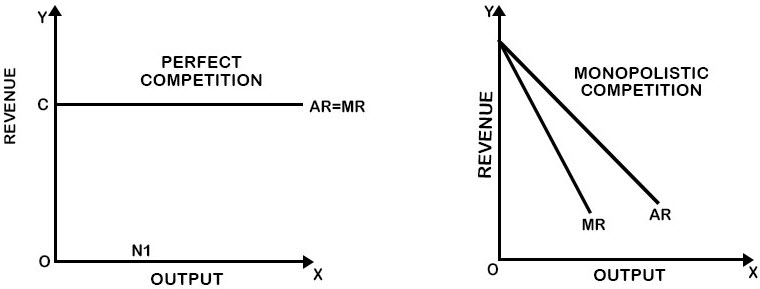 Y
REVENUE
PERFECT
COMPETITION
C
AR=MR
N1
O
OUTPUT
X
Y
REVENUE
MONOPOLISTIC
COMPETITION
MR
AR
O
OUTPUT
X